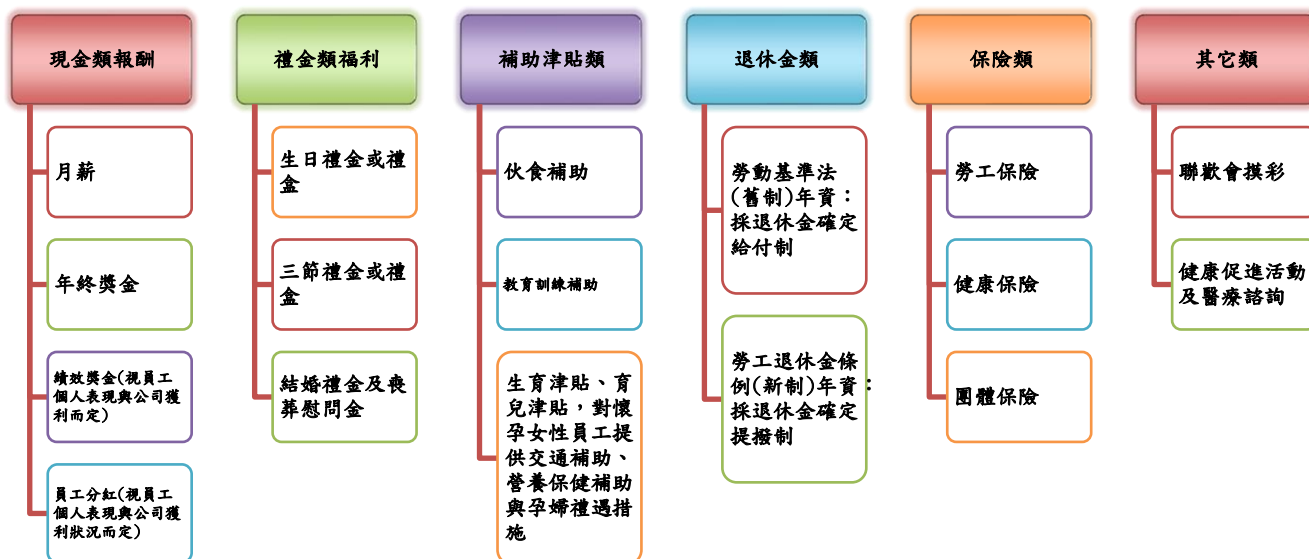 現金類報酬
月薪
年終獎金
績效獎金(視員工
個人表現與公司獲
利而定)
員工分紅(視員工
個人表現與公司獲
利狀況而定)
禮金類福利
生日禮金或禮
盒
三節禮金或禮
盒
結婚禮金及喪
葬慰問金
補助津貼類
伙食補助
教育訓練補助
生育津貼、育
兒津貼，對懷
孕女性員工提
供交通補助、
營養保健補助
與孕婦禮遇措
施
退休金類
勞動基準法
(舊制)年資：
採退休金確定
給付制
勞工退休金條
例(新制)年資：
採退休金確定
提撥制
保險類
勞工保險
健康保險
團體保險
其它類
聯歡會摸彩
健康促進活動
及醫療諮詢